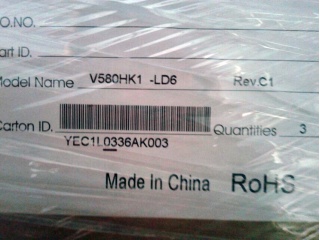 O.NO.
art ID.
Model Name V580HK1 -LD6 Rev.C1
Carton ID. Quantities 3
YEC1L0336AK003
Made In China RoHS